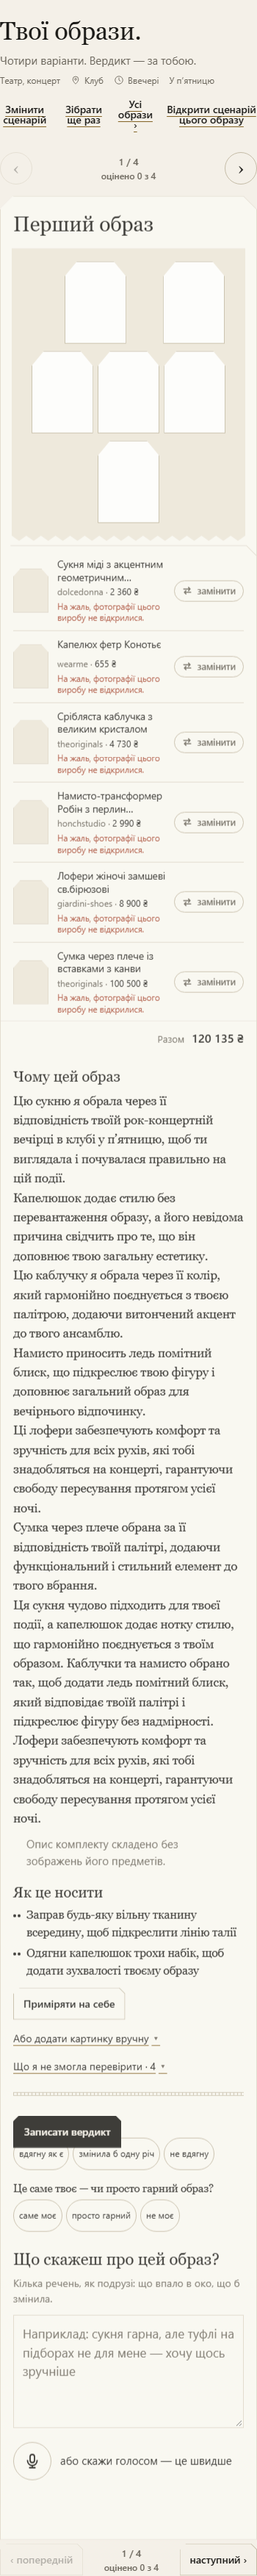 Твої образи.
Чотири варіанти. Вердикт — за тобою.
Театр, концерт Клуб Ввечері У п'ятницю
Змінити сценарій
Зібрати ще раз
Усі образи ›
Відкрити сценарій цього образу
‹
1 / 4
оцінено 0 з 4
›
Перший образ
Сукня міді з акцентним
геометричним...
dolcedonna · 2 360 ₴
На жаль, фотографії цього
виробу не відкрилися.
замінити
Капелюх фетр Конотьє
wearme · 655 ₴
На жаль, фотографії цього
виробу не відкрилися.
замінити
Срібляста каблучка з
великим кристалом
theoriginals · 4 730 ₴
На жаль, фотографії цього
виробу не відкрилися.
замінити
Намисто-трансформер
Робін з перлин...
honchstudio · 2 990 ₴
На жаль, фотографії цього
виробу не відкрилися.
замінити
Лофери жіночі замшеві
св.бірюзові
giardini-shoes · 8 900 ₴
На жаль, фотографії цього
виробу не відкрилися.
замінити
Сумка через плече із
вставками з канви
theoriginals · 100 500 ₴
На жаль, фотографії цього
виробу не відкрилися.
замінити
Разом 120 135 ₴
Чому цей образ
Цю сукню я обрала через її
відповідність твоїй рок-концертній
вечірці в клубі у п'ятницю, щоб ти
виглядала і почувалася правильно на
цій події.
Капелюшок додає стилю без
перевантаження образу, а його невідома
причина свідчить про те, що він
доповнює твою загальну естетику.
Цю каблучку я обрала через її колір,
який гармонійно поєднується з твоєю
палітрою, додаючи витончений акцент
до твого ансамблю.
Намисто приносить ледь помітний
блиск, що підкреслює твою фігуру і
доповнює загальний образ для
вечірнього відпочинку.
Ці лофери забезпечують комфорт та
зручність для всіх рухів, які тобі
знадобляться на концерті, гарантуючи
свободу пересування протягом усієї
ночі.
Сумка через плече обрана за її
відповідність твоїй палітрі, додаючи
функціональний і стильний елемент до
твого вбрання.
Ця сукня чудово підходить для твоєї
події, а капелюшок додає нотку стилю,
що гармонійно поєднується з твоїм
образом. Каблучки та намисто обрано
так, щоб додати ледь помітний блиск,
який відповідає твоїй палітрі і
підкреслює фігуру без надмірності.
Лофери забезпечують комфорт та
зручність для всіх рухів, які тобі
знадобляться на концерті, гарантуючи
свободу пересування протягом усієї
ночі.
Опис комплекту складено без
зображень його предметів.
Як це носити
Заправ будь-яку вільну тканину
всередину, щоб підкреслити лінію талії
Одягни капелюшок трохи набік, щоб
додати зухвалості твоєму образу
Приміряти на себе
Або додати картинку вручну
Що я не змогла перевірити · 4
Записати вердикт
вдягну як є змінила б одну річ не вдягну
Це саме твоє — чи просто гарний образ?
саме моє просто гарний не моє
Що скажеш про цей образ?
Кілька речень, як подрузі: що впало в око, що б
змінила.
Наприклад: сукня гарна, але туфлі на
підборах не для мене — хочу щось
зручніше
або скажи голосом — це швидше
‹ попередній
1 / 4
оцінено 0 з 4
наступний ›